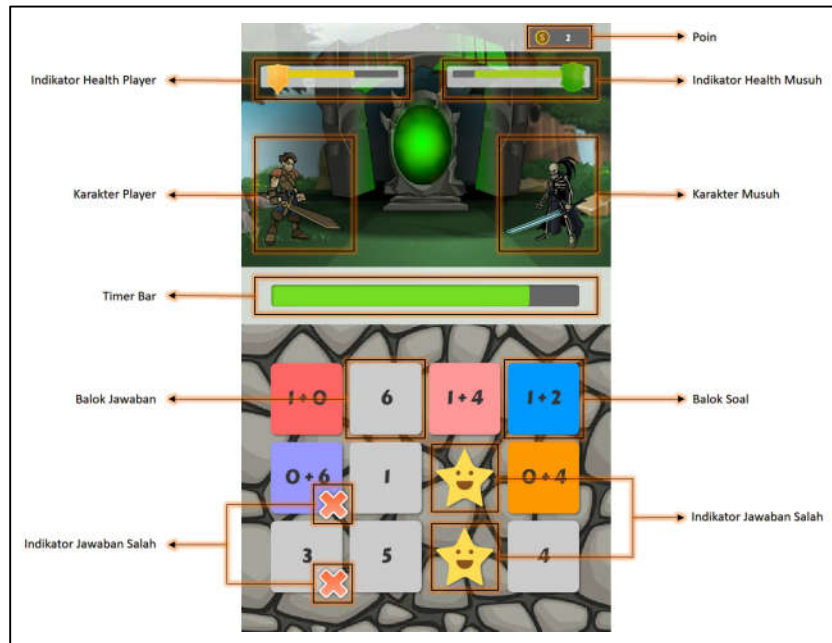 2
Poin
Indikator Health Player
Indikator Health Musuh
Karakter Player
Karakter Musuh
Timer Bar
Balok Jawaban
1+0
6
1+4
1+2
Balok Soal
0+6
1
0+4
Indikator Jawaban Salah
Indikator Jawaban Salah
3
5
4